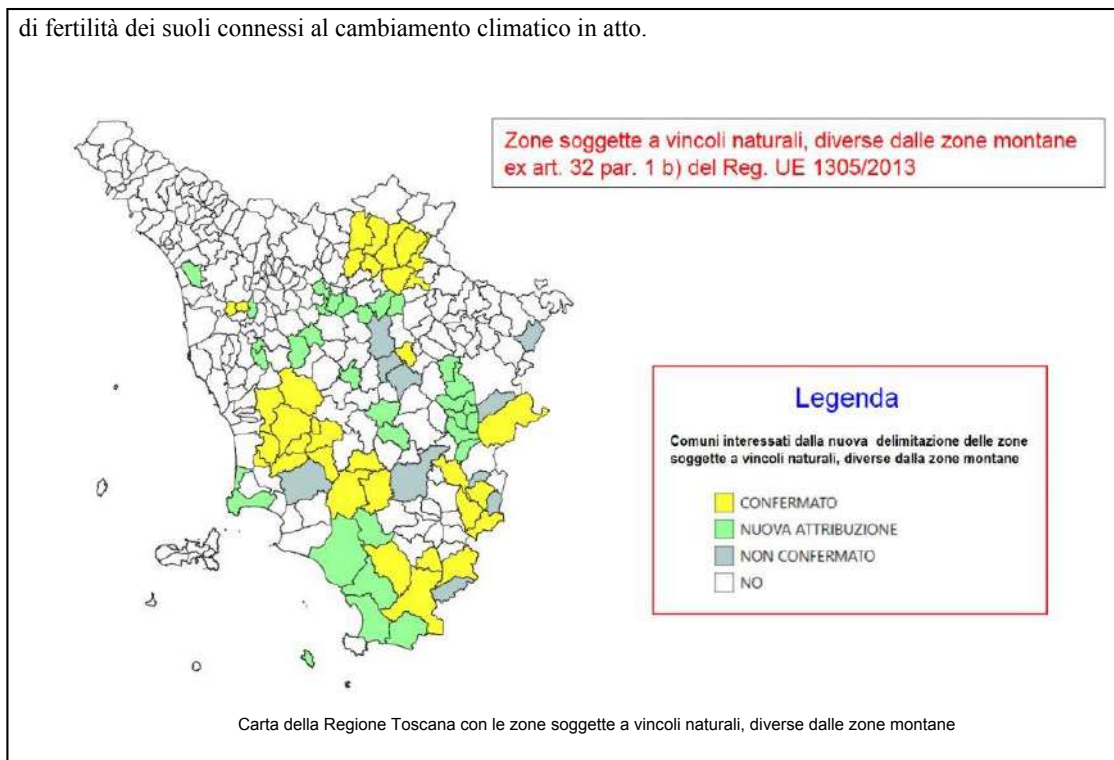 di fertilità dei suoli connessi al cambiamento climatico in atto.
Zone soggette a vincoli naturali, diverse dalle zone montane
ex art. 32 par. 1 b) del Reg. UE 1305/2013
Legenda
Comuni interessati dalla nuova delimitazione delle zone
soggette a vincoli naturali, diverse dalla zone montane
CONFERMATO
NUOVA ATTRIBUZIONE
NON CONFERMATO
NO
Carta della Regione Toscana con le zone soggette a vincoli naturali, diverse dalle zone montane